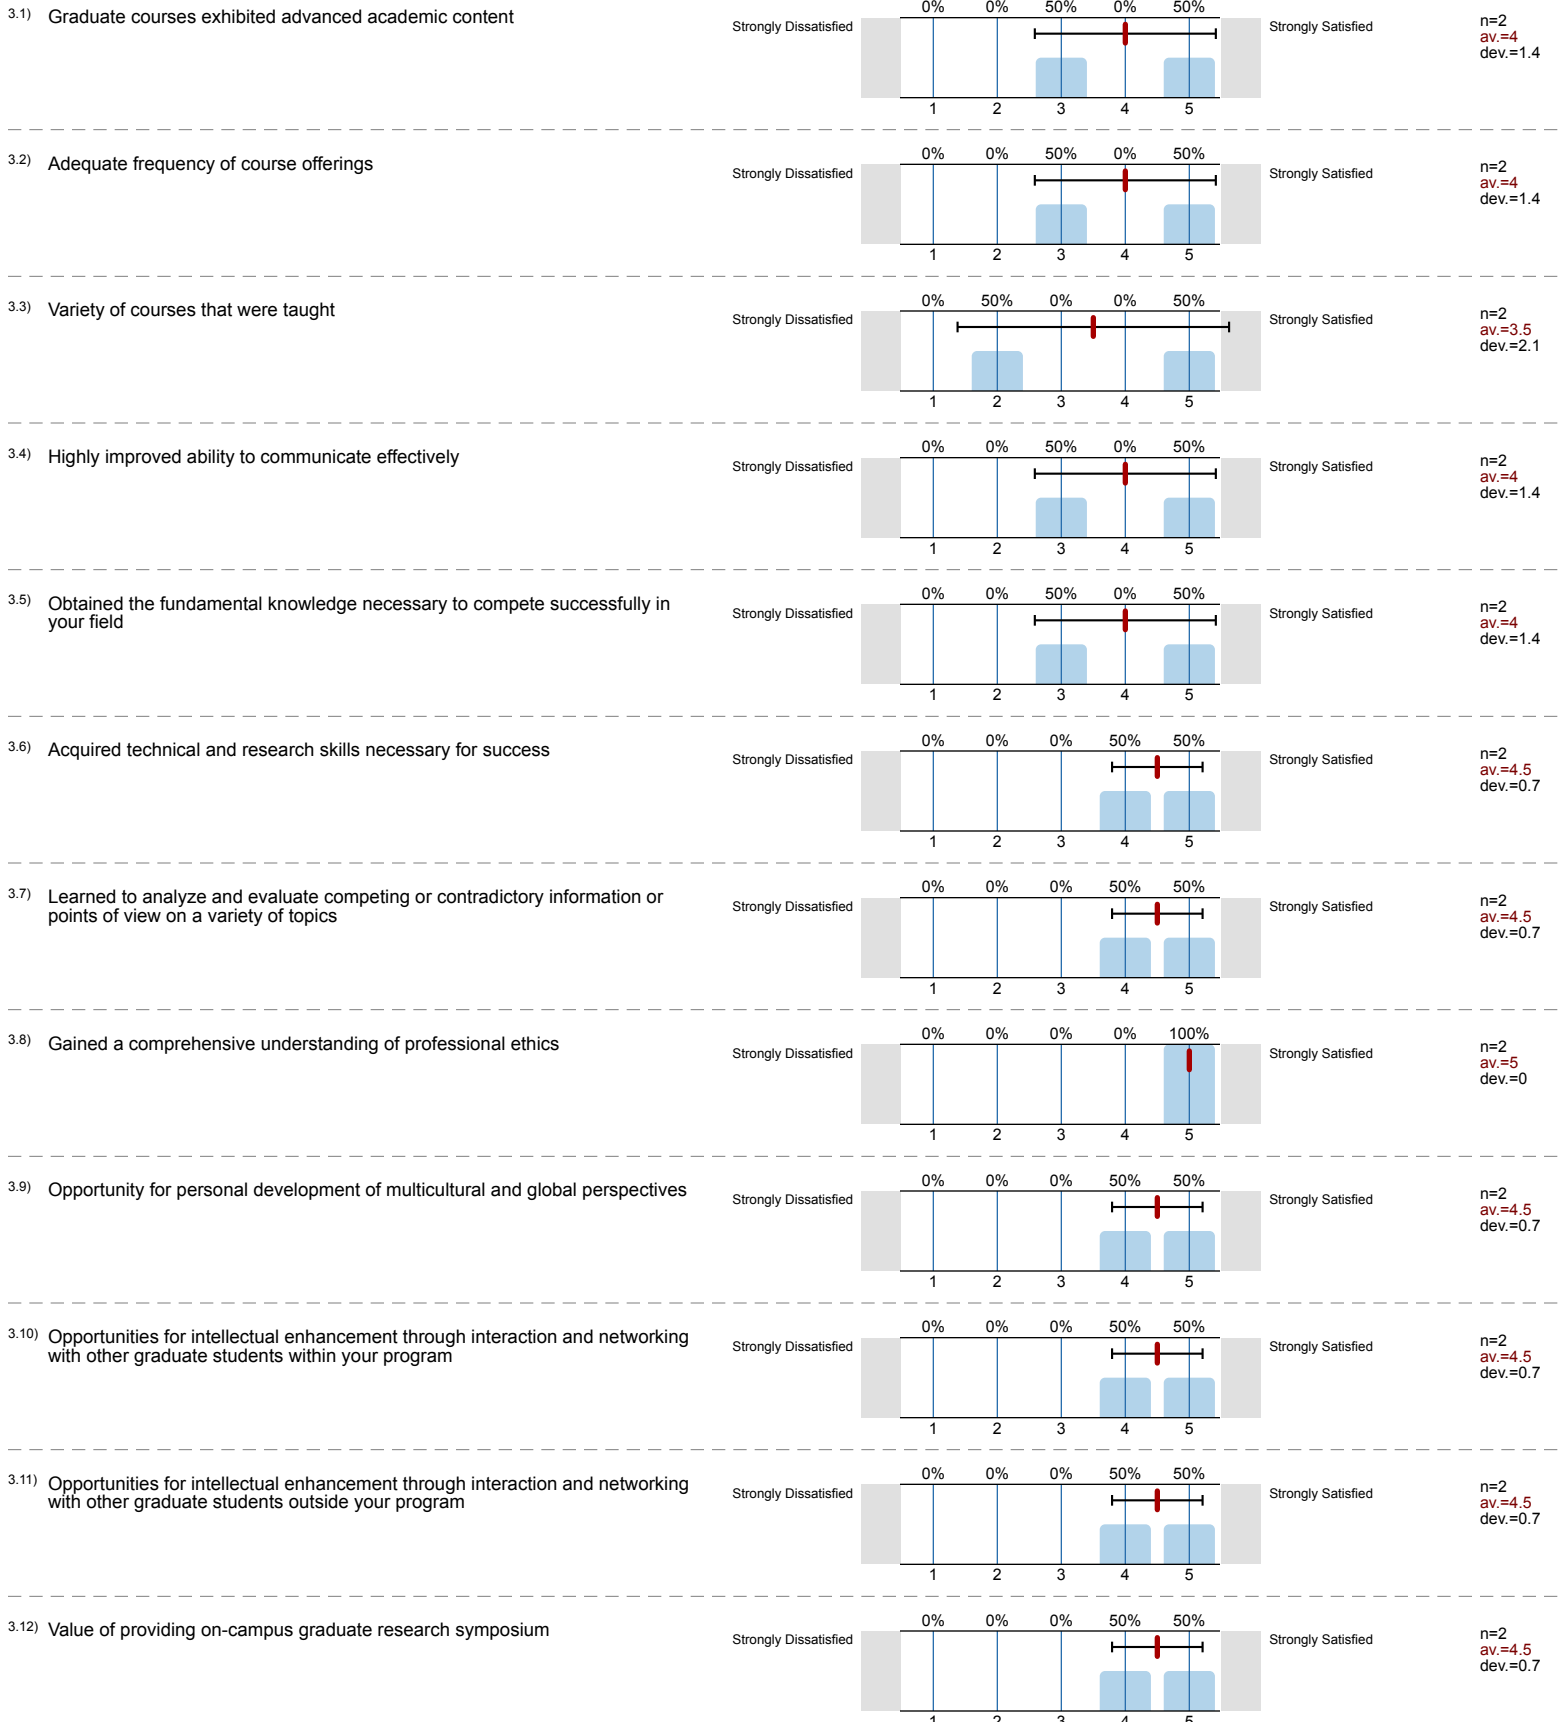 3.1) Graduate courses exhibited advanced academic content
0% 0% 50% 0% 50%
Strongly Dissatisfied Strongly Satisfied
n=2
av.=4
dev.=1.4
1 2 3 4 5
3.2) Adequate frequency of course offerings
0% 0% 50% 0% 50%
Strongly Dissatisfied Strongly Satisfied
n=2
av.=4
dev.=1.4
1 2 3 4 5
3.3) Variety of courses that were taught
0% 50% 0% 0% 50%
Strongly Dissatisfied Strongly Satisfied
n=2
av.=3.5
dev.=2.1
1 2 3 4 5
3.4) Highly improved ability to communicate effectively
0% 0% 50% 0% 50%
Strongly Dissatisfied Strongly Satisfied
n=2
av.=4
dev.=1.4
1 2 3 4 5
3.5) Obtained the fundamental knowledge necessary to compete successfully in
your field
0% 0% 50% 0% 50%
Strongly Dissatisfied Strongly Satisfied
n=2
av.=4
dev.=1.4
1 2 3 4 5
3.6) Acquired technical and research skills necessary for success
0% 0% 0% 50% 50%
Strongly Dissatisfied Strongly Satisfied
n=2
av.=4.5
dev.=0.7
1 2 3 4 5
3.7) Learned to analyze and evaluate competing or contradictory information or
points of view on a variety of topics
0% 0% 0% 50% 50%
Strongly Dissatisfied Strongly Satisfied
n=2
av.=4.5
dev.=0.7
1 2 3 4 5
3.8) Gained a comprehensive understanding of professional ethics
0% 0% 0% 0% 100%
Strongly Dissatisfied Strongly Satisfied
n=2
av.=5
dev.=0
1 2 3 4 5
3.9) Opportunity for personal development of multicultural and global perspectives
0% 0% 0% 50% 50%
Strongly Dissatisfied Strongly Satisfied
n=2
av.=4.5
dev.=0.7
1 2 3 4 5
3.10) Opportunities for intellectual enhancement through interaction and networking
with other graduate students within your program
0% 0% 0% 50% 50%
Strongly Dissatisfied Strongly Satisfied
n=2
av.=4.5
dev.=0.7
1 2 3 4 5
3.11) Opportunities for intellectual enhancement through interaction and networking
with other graduate students outside your program
0% 0% 0% 50% 50%
Strongly Dissatisfied Strongly Satisfied
n=2
av.=4.5
dev.=0.7
1 2 3 4 5
3.12) Value of providing on-campus graduate research symposium
0% 0% 0% 50% 50%
Strongly Dissatisfied Strongly Satisfied
n=2
av.=4.5
dev.=0.7
1 2 3 4 5